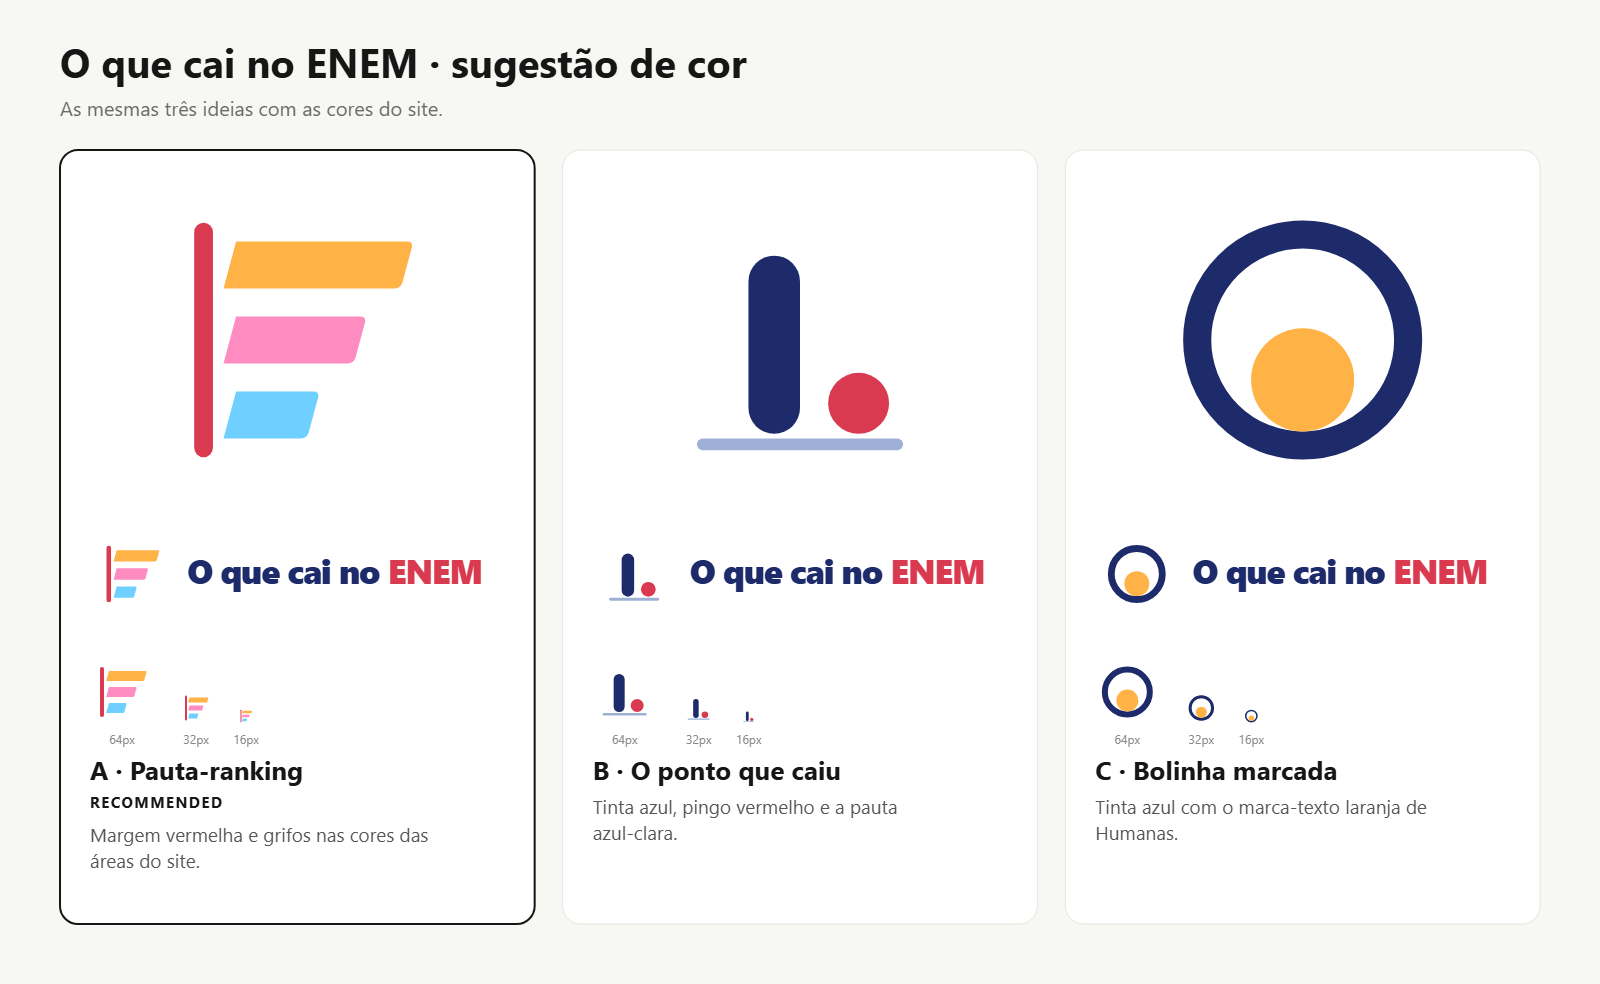 O que cai no ENEM · sugestão de cor
As mesmas três ideias com as cores do site.
O que cai no ENEM
64px 32px 16px
A · Pauta-ranking
RECOMMENDED
Margem vermelha e grifos nas cores das
áreas do site.
O que cai no ENEM
64px 32px 16px
B · O ponto que caiu
Tinta azul, pingo vermelho e a pauta
azul-clara.
O que cai no ENEM
64px 32px 16px
C · Bolinha marcada
Tinta azul com o marca-texto laranja de
Humanas.